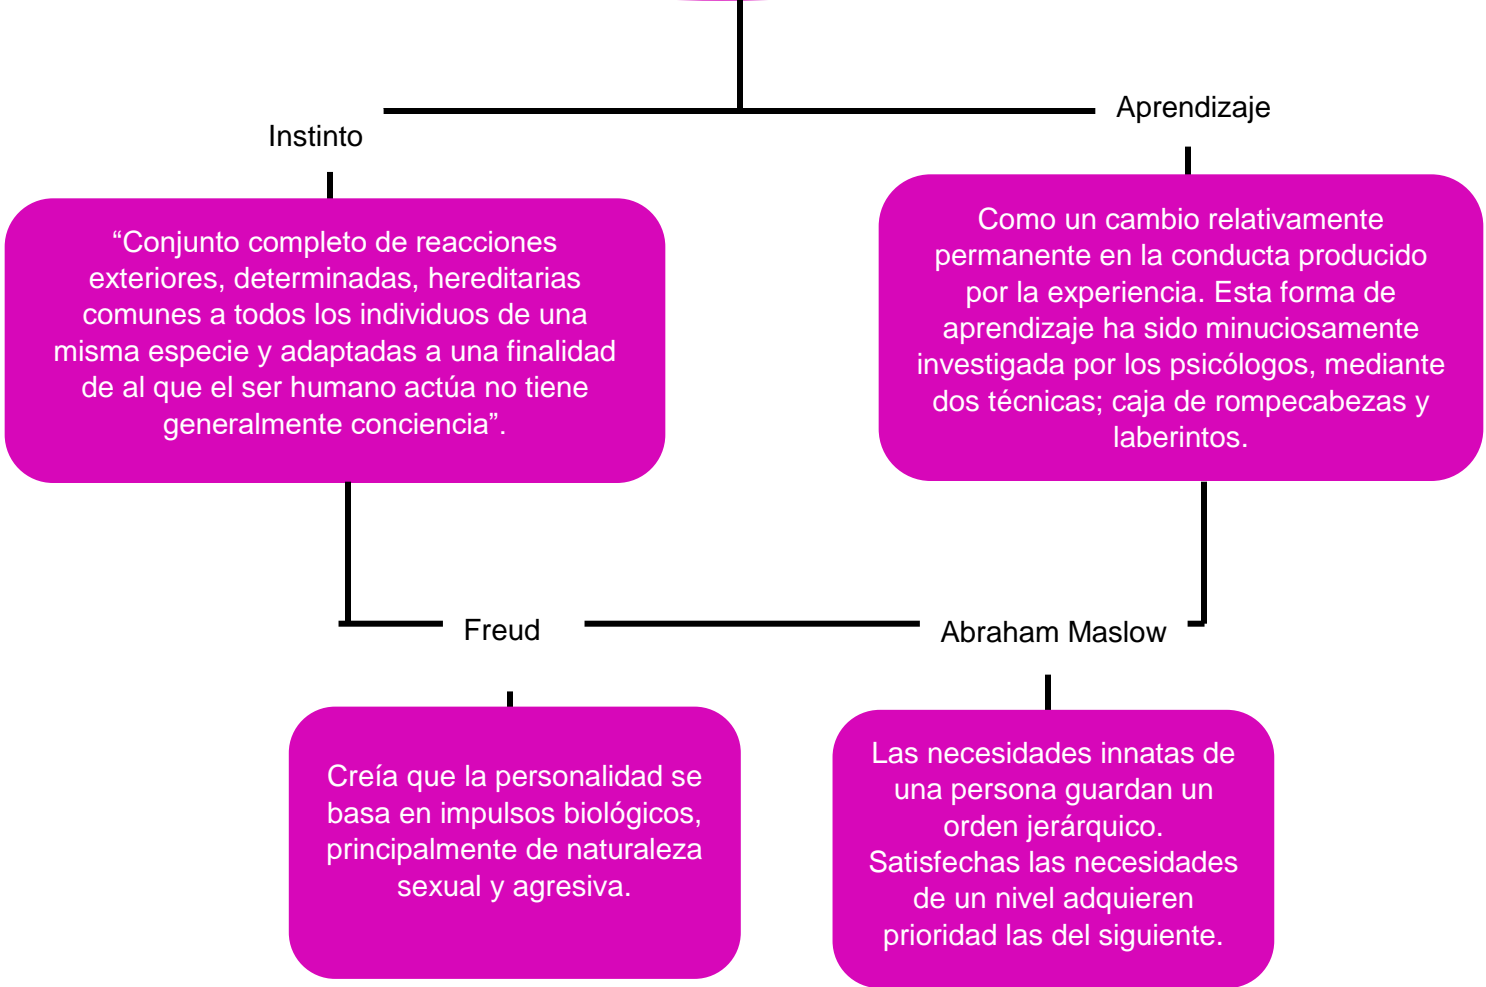 Instinto
Aprendizaje
“Conjunto completo de reacciones
exteriores, determinadas, hereditarias
comunes a todos los individuos de una
misma especie y adaptadas a una finalidad
de al que el ser humano actúa no tiene
generalmente conciencia”.
Como un cambio relativamente
permanente en la conducta producido
por la experiencia. Esta forma de
aprendizaje ha sido minuciosamente
investigada por los psicólogos, mediante
dos técnicas; caja de rompecabezas y
laberintos.
Freud
Abraham Maslow
Creía que la personalidad se
basa en impulsos biológicos,
principalmente de naturaleza
sexual y agresiva.
Las necesidades innatas de
una persona guardan un
orden jerárquico.
Satisfechas las necesidades
de un nivel adquieren
prioridad las del siguiente.